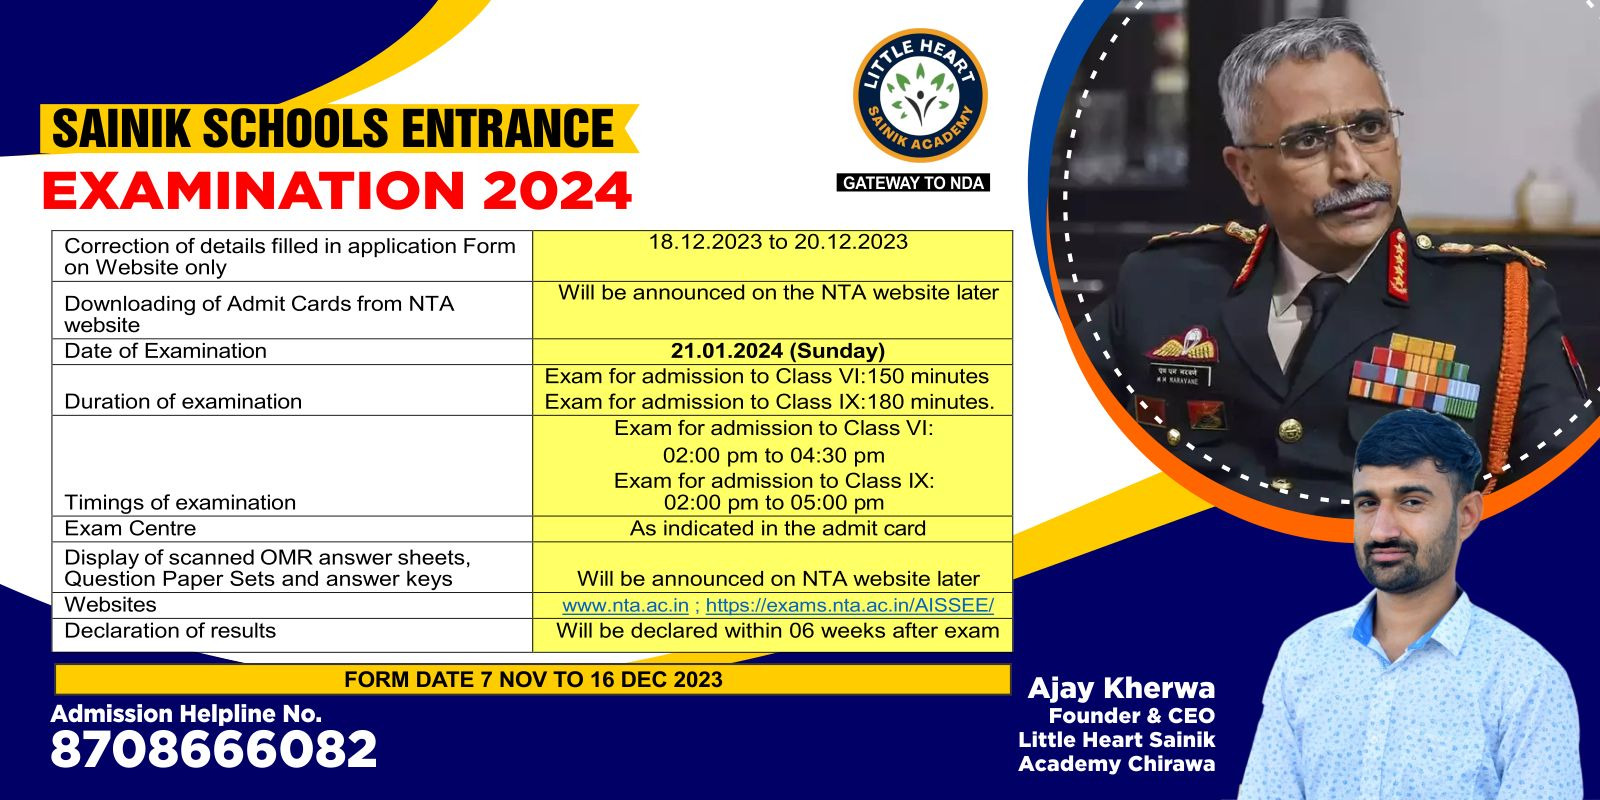 SAINIK SCHOOLS ENTRANCE
EXAMINATION 2024
LITTLE HEART
SAINIK ACADEMY
GATEWAY TO NDA
Correction of details filled in application Form
on Website only
18.12.2023 to 20.12.2023
Downloading of Admit Cards from NTA
website
Will be announced on the NTA website later
Date of Examination
21.01.2024 (Sunday)
Duration of examination
Exam for admission to Class VI:150 minutes
Exam for admission to Class IX:180 minutes.
Timings of examination
Exam for admission to Class VI:
02:00 pm to 04:30 pm
Exam for admission to Class IX:
02:00 pm to 05:00 pm
Exam Centre
As indicated in the admit card
Display of scanned OMR answer sheets,
Question Paper Sets and answer keys
Will be announced on NTA website later
Websites
www.nta.ac.in ; https://exams.nta.ac.in/AISSEE/
Declaration of results
Will be declared within 06 weeks after exam
FORM DATE 7 NOV TO 16 DEC 2023
Admission Helpline No.
8708666082
एम एम नरवणे
M M NARAVANE
Ajay Kherwa
Founder & CEO
Little Heart Sainik
Academy Chirawa